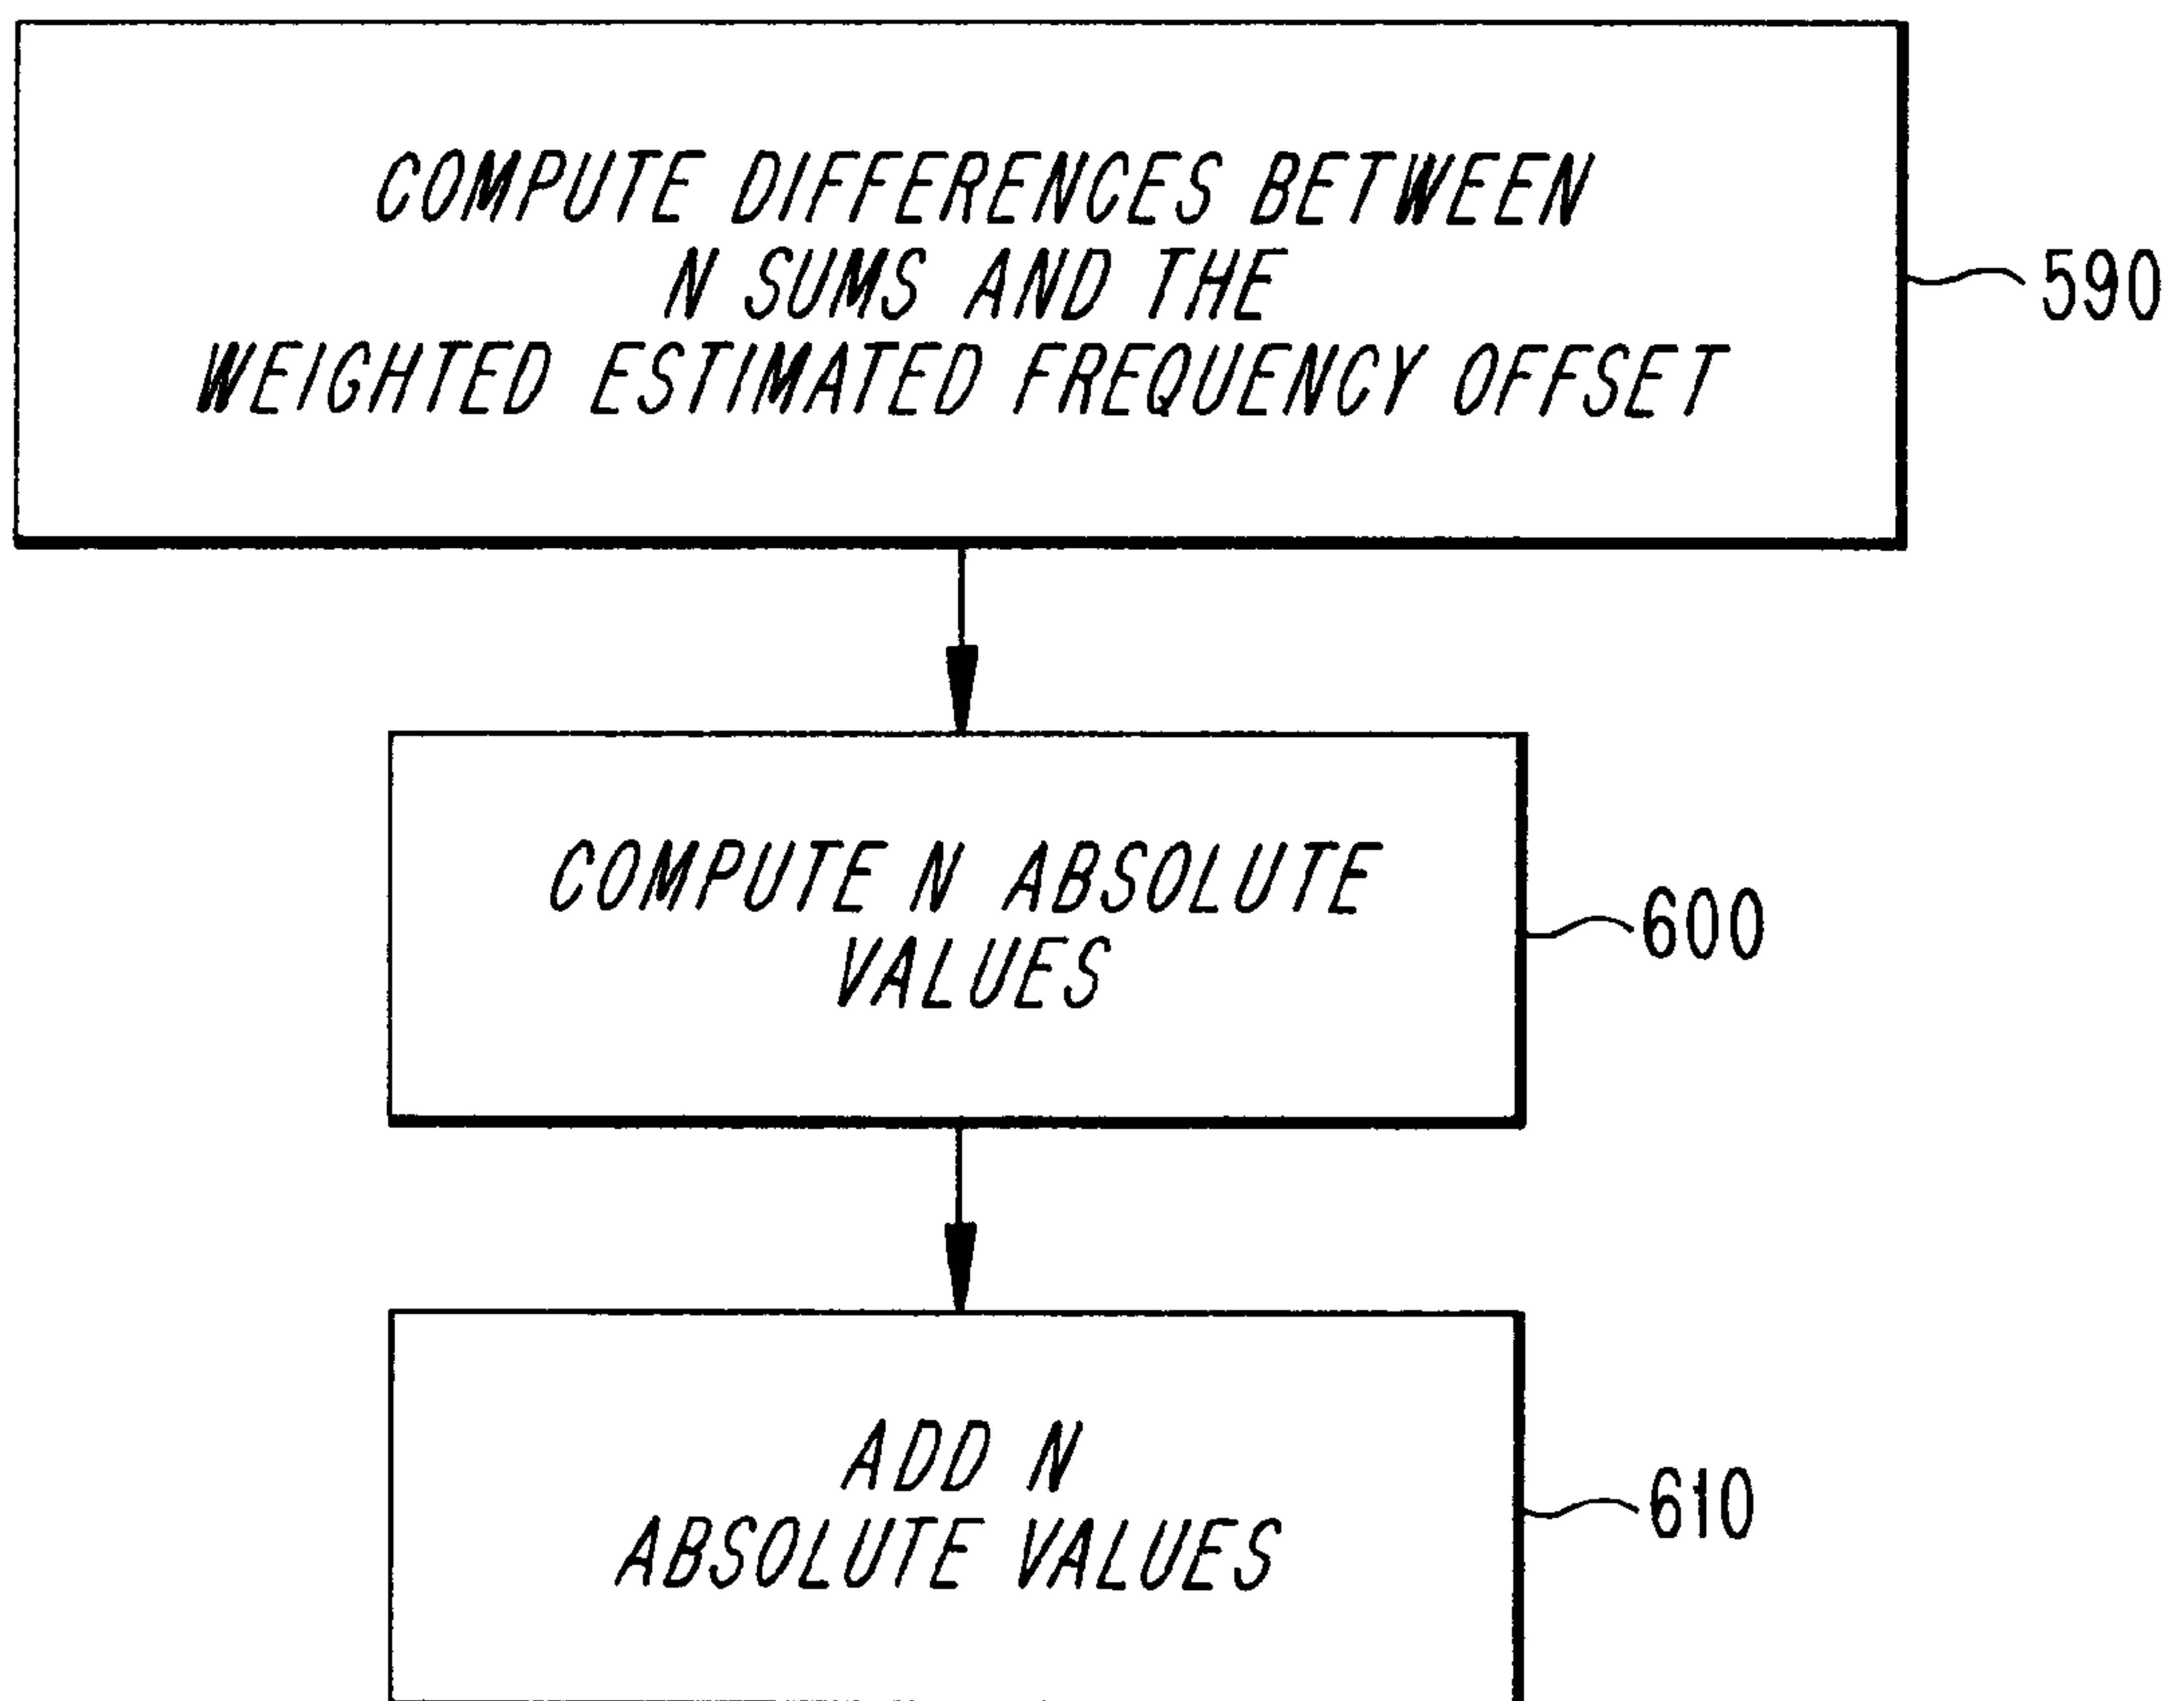 COMPUTE DIFFERENCES BETWEEN
N SUMS AND THE
WEIGHTED ESTIMATED FREQUENCY OFFSET
590
COMPUTE N ABSOLUTE
VALUES
600
ADD N
ABSOLUTE VALUES
610